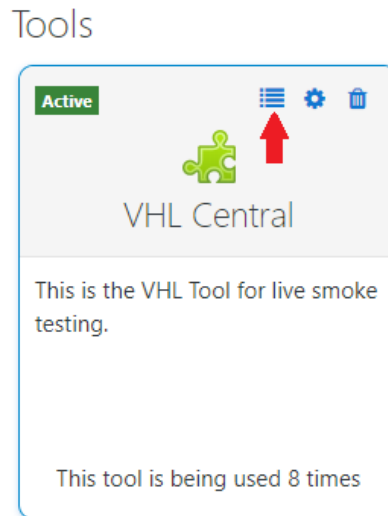 Tools
Active
VHL Central
This is the VHL Tool for live smoke
testing.
This tool is being used 8 times